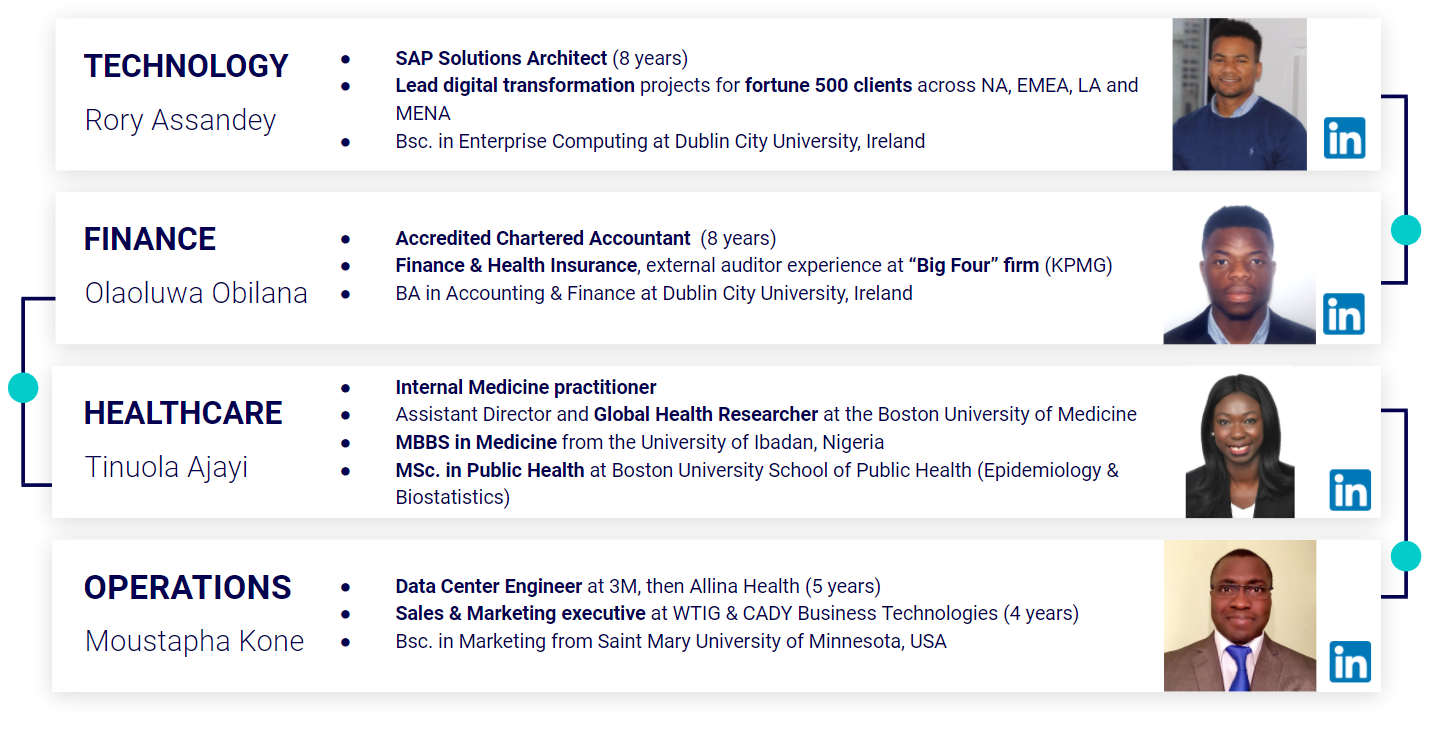 TECHNOLOGY
Rory Assandey
● SAP Solutions Architect (8 years)
● Lead digital transformation projects for fortune 500 clients across NA, EMEA, LA and
MENA
● Bsc. in Enterprise Computing at Dublin City University, Ireland
in
FINANCE
Olaoluwa Obilana
● Accredited Chartered Accountant (8 years)
● Finance & Health Insurance, external auditor experience at “Big Four” firm (KPMG)
● BA in Accounting & Finance at Dublin City University, Ireland
in
HEALTHCARE
Tinuola Ajayi
● Internal Medicine practitioner
● Assistant Director and Global Health Researcher at the Boston University of Medicine
● MBBS in Medicine from the University of Ibadan, Nigeria
● MSc. in Public Health at Boston University School of Public Health (Epidemiology &
Biostatistics)
in
OPERATIONS
Moustapha Kone
● Data Center Engineer at 3M, then Allina Health (5 years)
● Sales & Marketing executive at WTIG & CADY Business Technologies (4 years)
● Bsc. in Marketing from Saint Mary University of Minnesota, USA
in